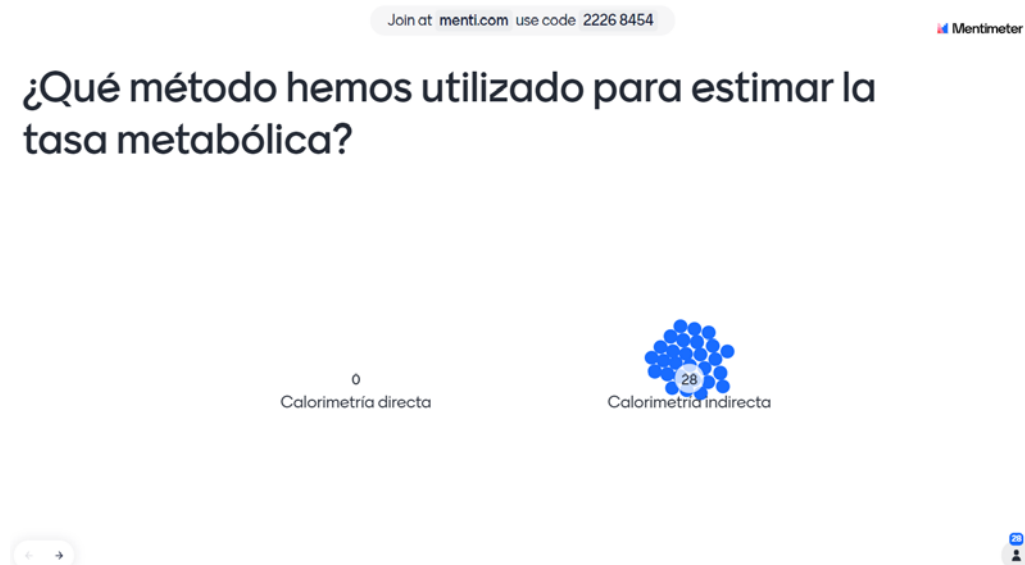 Join at menti.com use code 2226 8454
Mentimeter
¿Qué método hemos utilizado para estimar la
tasa metabólica?
0
Calorimetría directa
28
Calorimetría indirecta
28